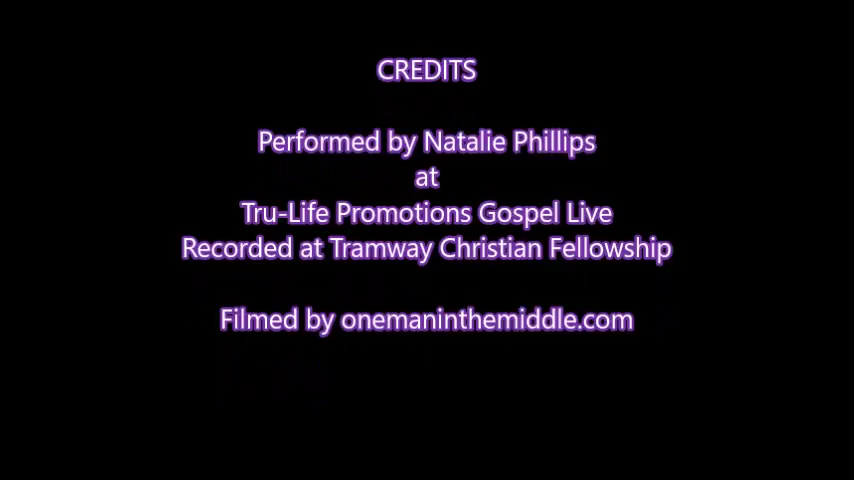 CREDITS
Performed by Natalie Phillips
at
Tru-Life Promotions Gospel Live
Recorded at Tramway Christian Fellowship
Filmed by onemaninthemiddle.com